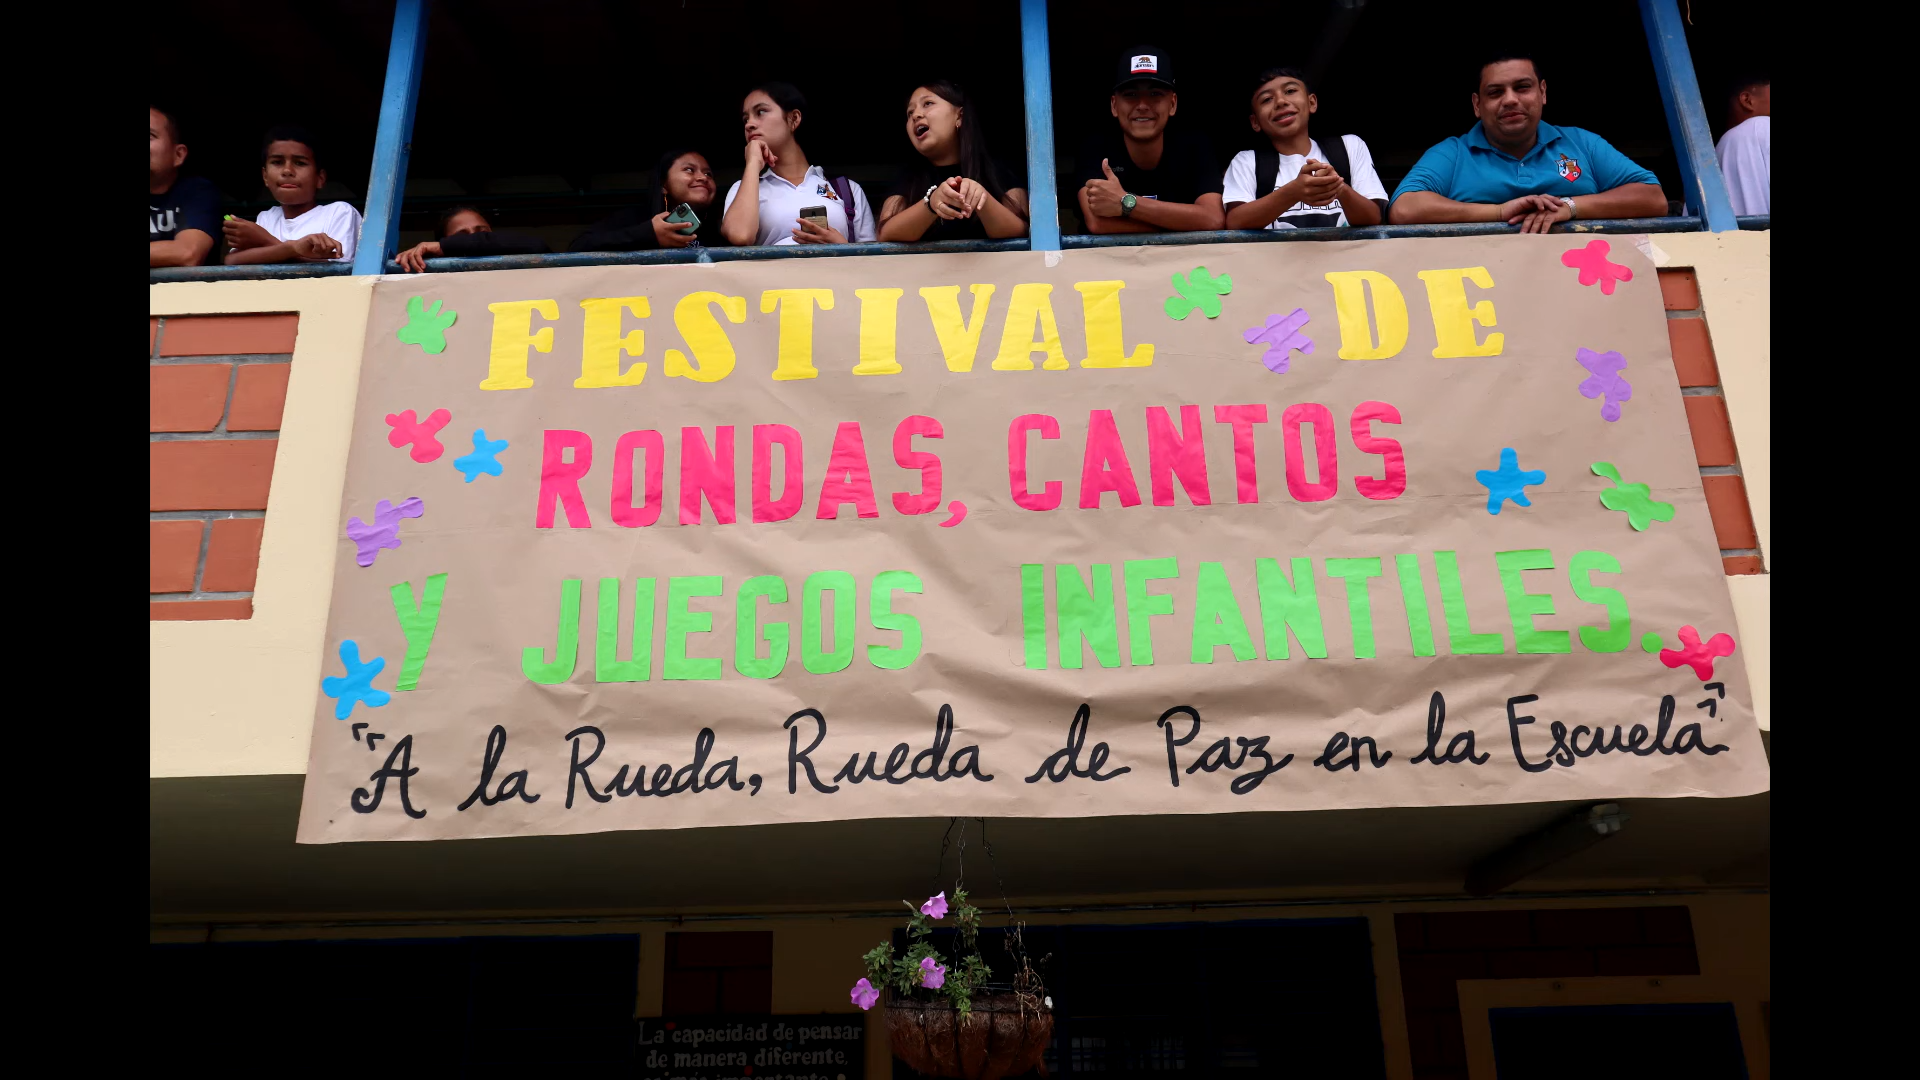 FESTIVAL DE
RONDAS, CANTOS
Y JUEGOS INFANTILES.
"A la Rueda, Rueda de Paz en la Escuela"
La capacidad de pensar
de manera diferente,
importante